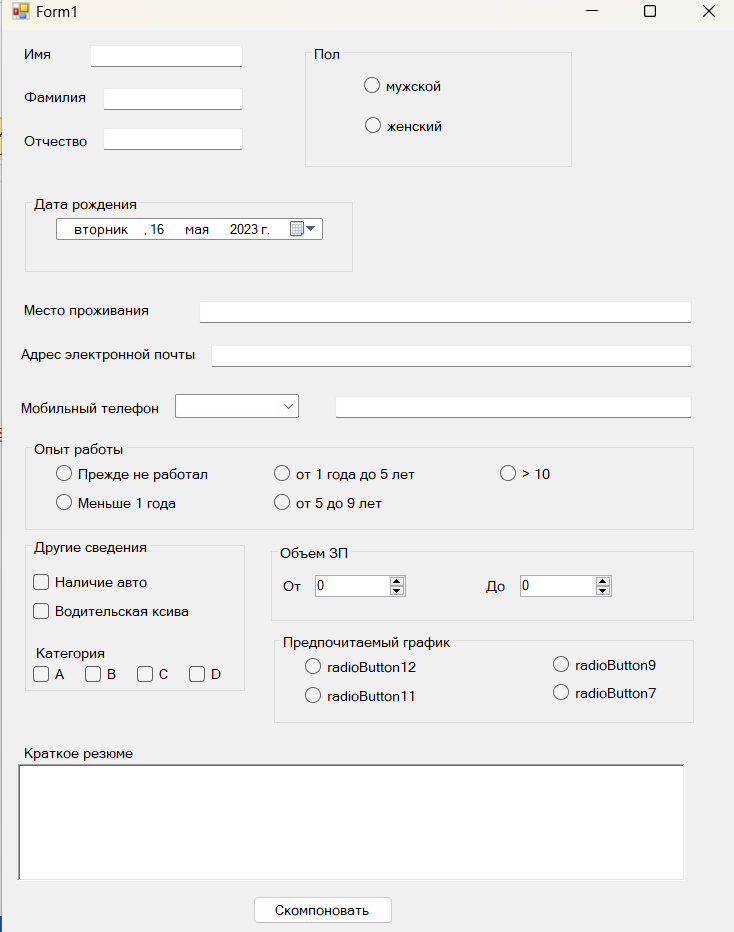 Form1
Имя
Пол
мужской
Фамилия
женский
Отчество
Дата рождения
вторник , 16 мая 2023 г.
Место проживания
Адрес электронной почты
Мобильный телефон
Опыт работы
Прежде не работал от 1 года до 5 лет > 10
Меньше 1 года от 5 до 9 лет
Другие сведения
Наличие авто
Водительская ксива
Категория
A B C D
Объем ЗП
От 0 До 0
Предпочитаемый график
radioButton12 radioButton9
radioButton11 radioButton7
Краткое резюме
Скомпоновать